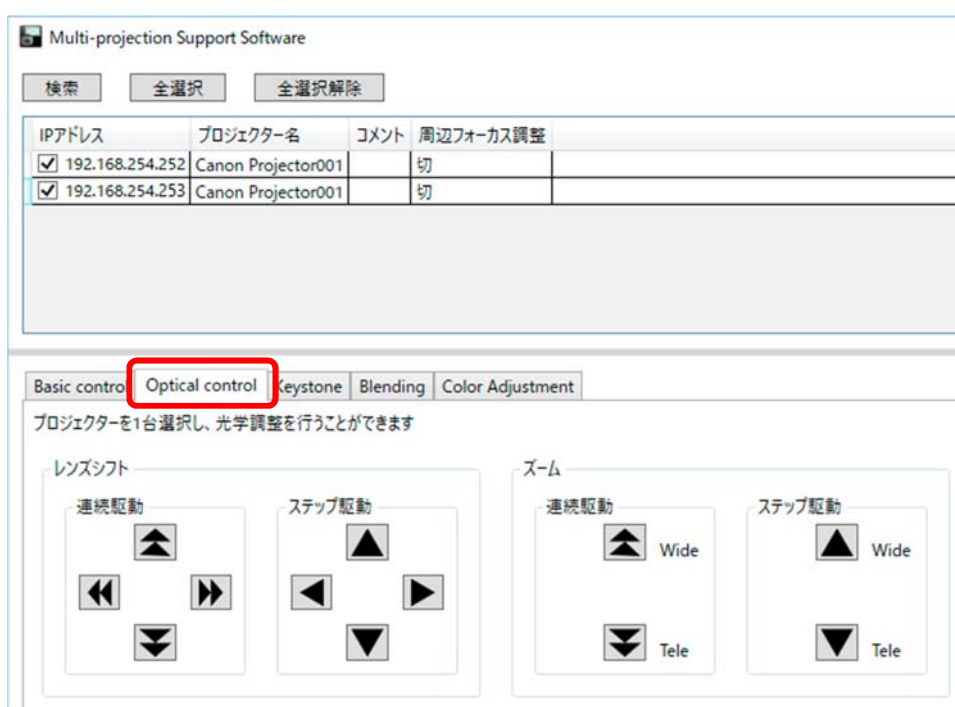 Multi-projection Support Software
検索 全選択 全選択解除
IPアドレス プロジェクター名 コメント 周辺フォーカス調整
192.168.254.252 Canon Projector001 切
192.168.254.253 Canon Projector001 切
Basic control Optical control Keystone Blending Color Adjustment
プロジェクターを1台選択し、光学調整を行うことができます
レンズシフト ズーム
連続駆動 ステップ駆動 連続駆動 ステップ駆動
Wide Wide
Tele Tele